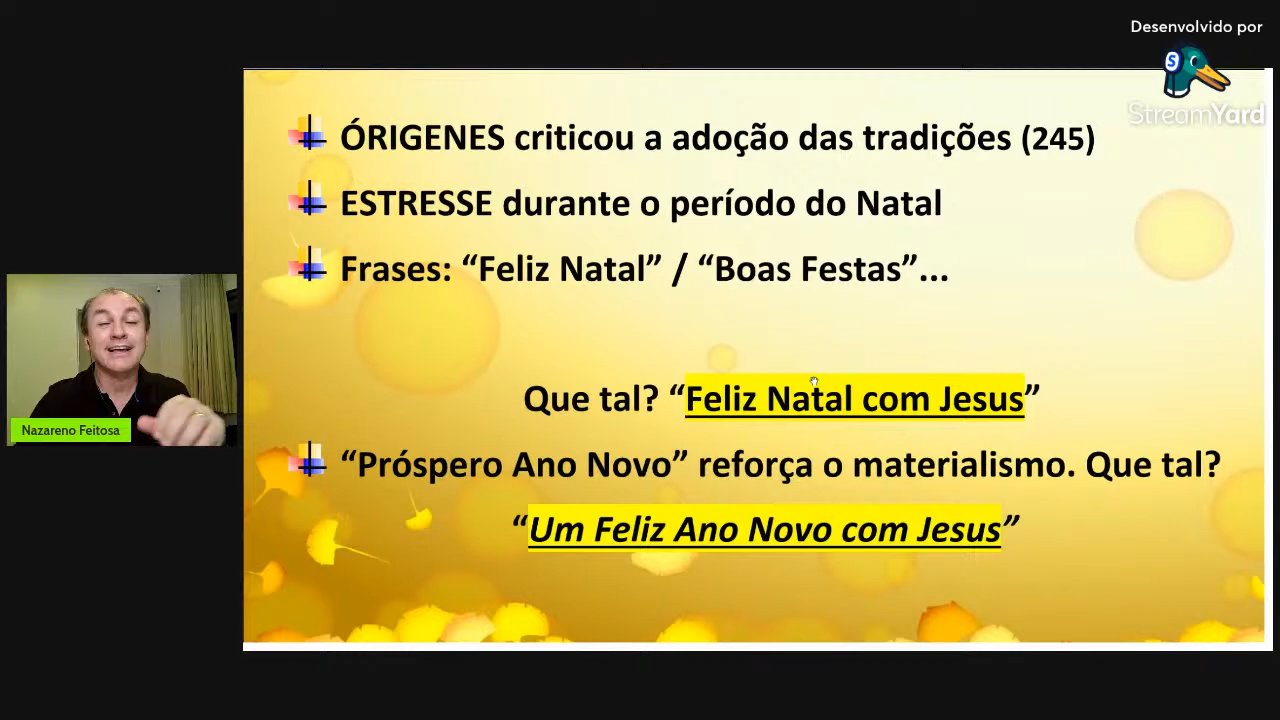 Desenvolvido por
StreamYard
ÓRIGENES criticou a adoção das tradições (245)
ESTRESSE durante o período do Natal
Frases: “Feliz Natal” / “Boas Festas”...
Que tal? “Feliz Natal com Jesus”
“Próspero Ano Novo” reforça o materialismo. Que tal?
“Um Feliz Ano Novo com Jesus”
Nazareno Feitosa